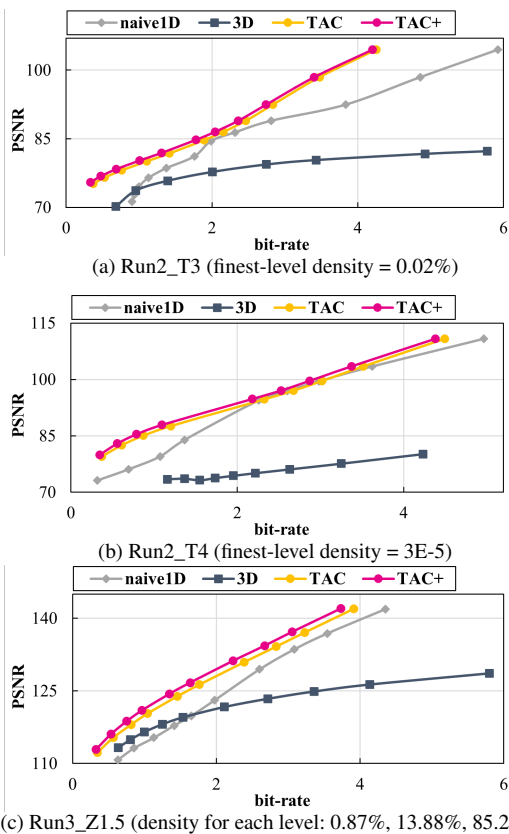 naive1D 3D TAC TAC+
100
85
70
PSNR
0 2 4 6
bit-rate
(a) Run2_T3 (finest-level density = 0.02%)
naive1D 3D TAC TAC+
115
100
85
70
PSNR
0 2 4
bit-rate
(b) Run2_T4 (finest-level density = 3E-5)
naive1D 3D TAC TAC+
140
125
110
PSNR
0 2 4 6
bit-rate
(c) Run3_Z1.5 (density for each level: 0.87%, 13.88%, 85.2